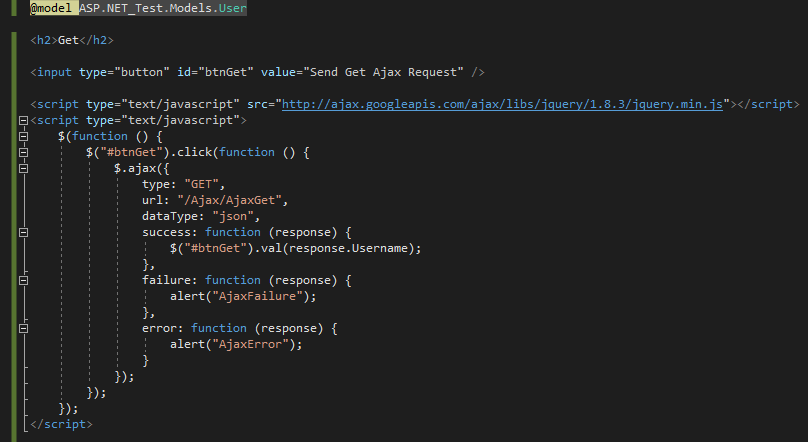 @model ASP.NET_Test.Models.User
<h2>Get</h2>
<input type="button" id="btnGet" value="Send Get Ajax Request" />
<script type="text/javascript" src="http://ajax.googleapis.com/ajax/libs/jquery/1.8.3/jquery.min.js"></script>
<script type="text/javascript">
    $(function () {
        $("#btnGet").click(function () {
            $.ajax({
                type: "GET",
                url: "/Ajax/AjaxGet",
                dataType: "json",
                success: function (response) {
                    $("#btnGet").val(response.Username);
                },
                failure: function (response) {
                    alert("AjaxFailure");
                },
                error: function (response) {
                    alert("AjaxError");
                }
            });
        });
    });
</script>